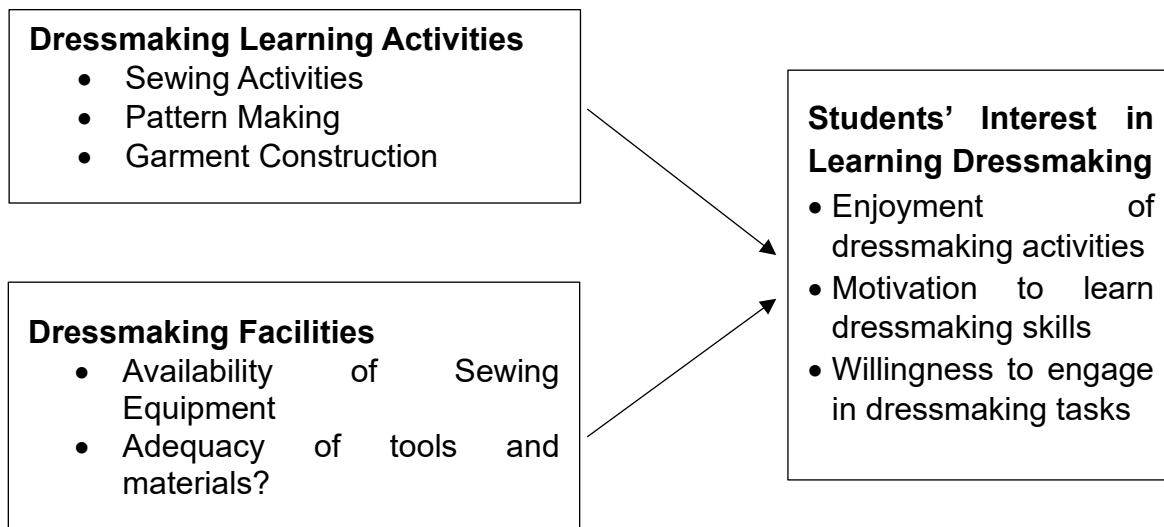 Dressmaking Learning Activities
• Sewing Activities
• Pattern Making
• Garment Construction
Dressmaking Facilities
• Availability of Sewing
Equipment
• Adequacy of tools and
materials?
Students’ Interest in
Learning Dressmaking
• Enjoyment of
dressmaking activities
• Motivation to learn
dressmaking skills
• Willingness to engage
in dressmaking tasks